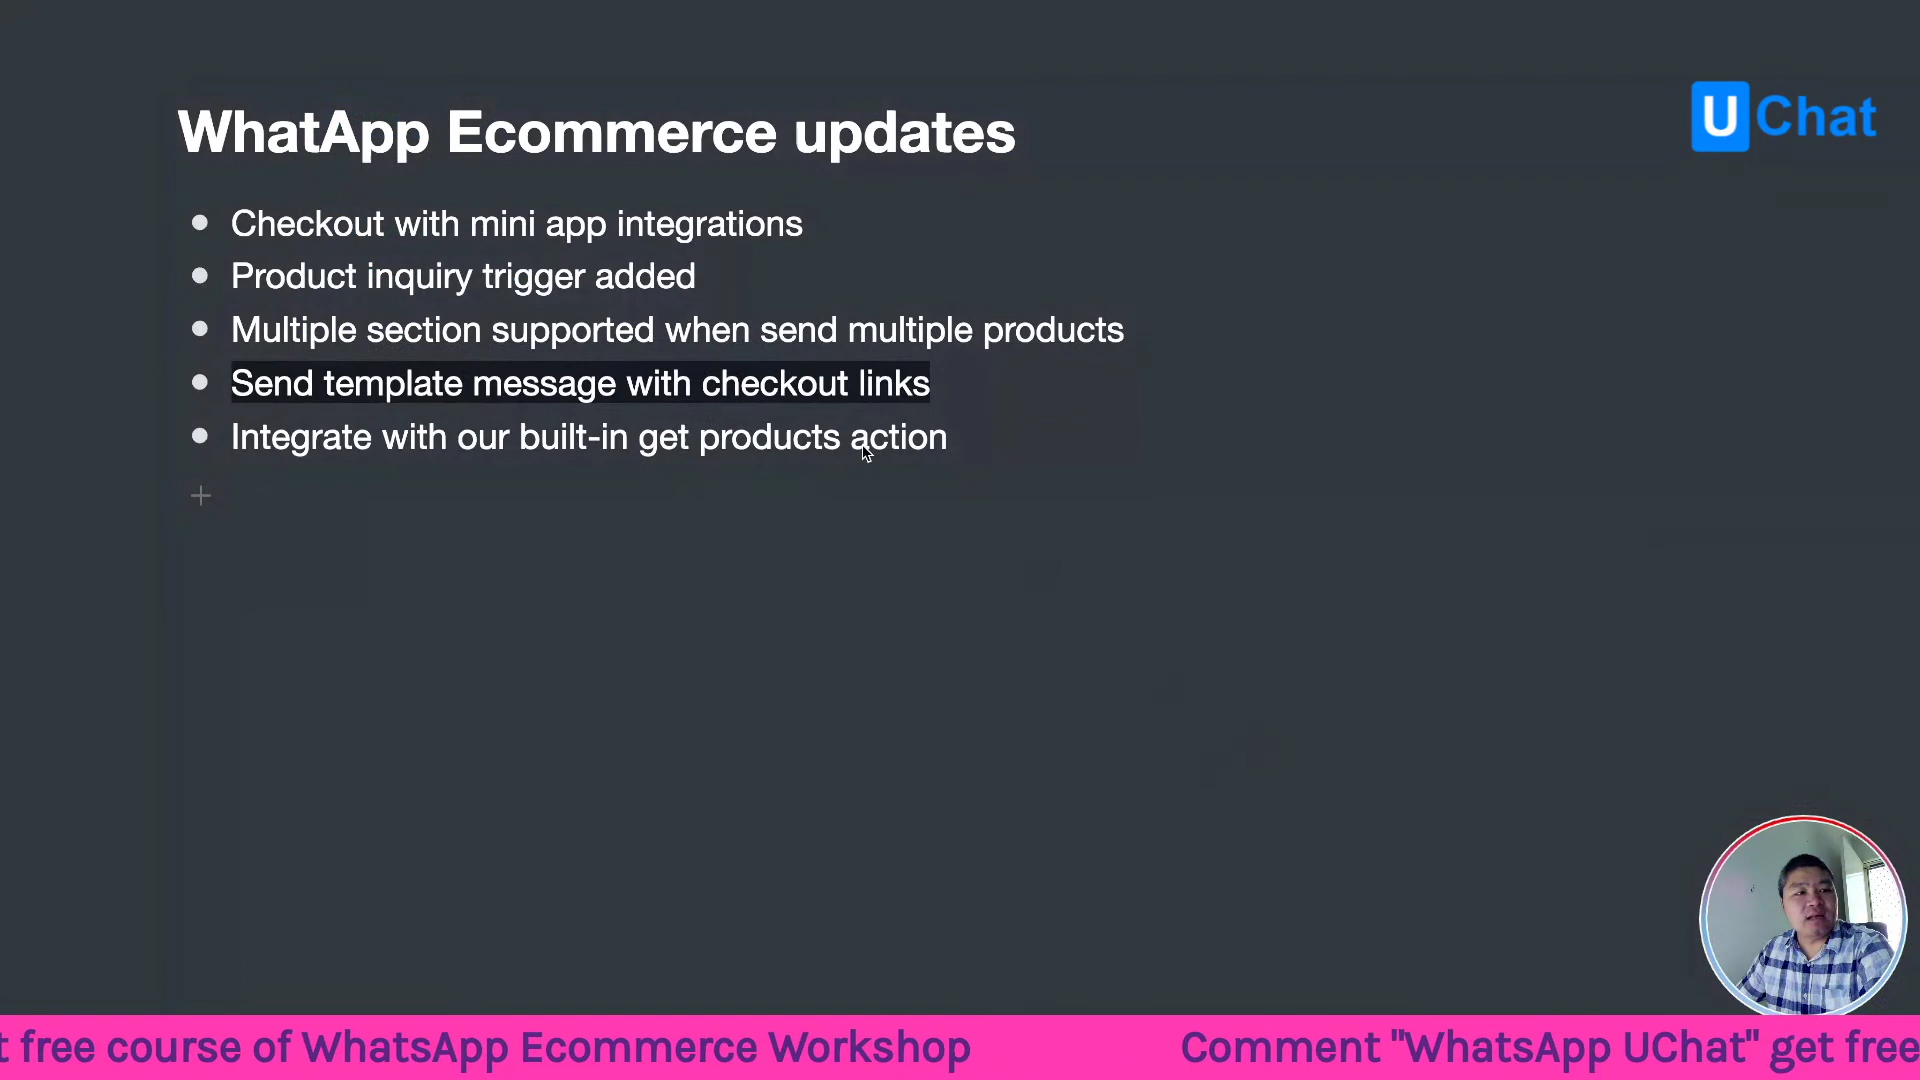 WhatApp Ecommerce updates
U Chat
Checkout with mini app integrations
Product inquiry trigger added
Multiple section supported when send multiple products
Send template message with checkout links
Integrate with our built-in get products action
t free course of WhatsApp Ecommerce Workshop
Comment "WhatsApp UChat" get free